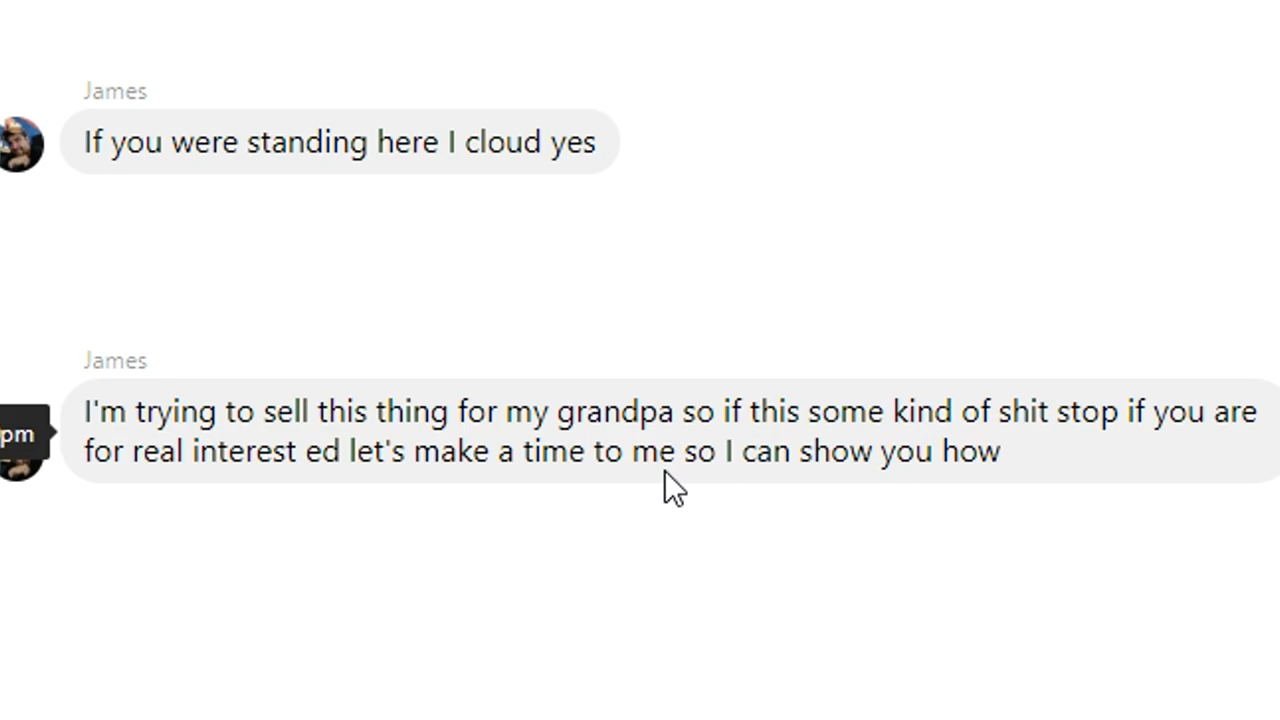 James
If you were standing here I cloud yes
James
I'm trying to sell this thing for my grandpa so if this some kind of shit stop if you are
pm
for real interest ed let's make a time to me so I can show you how